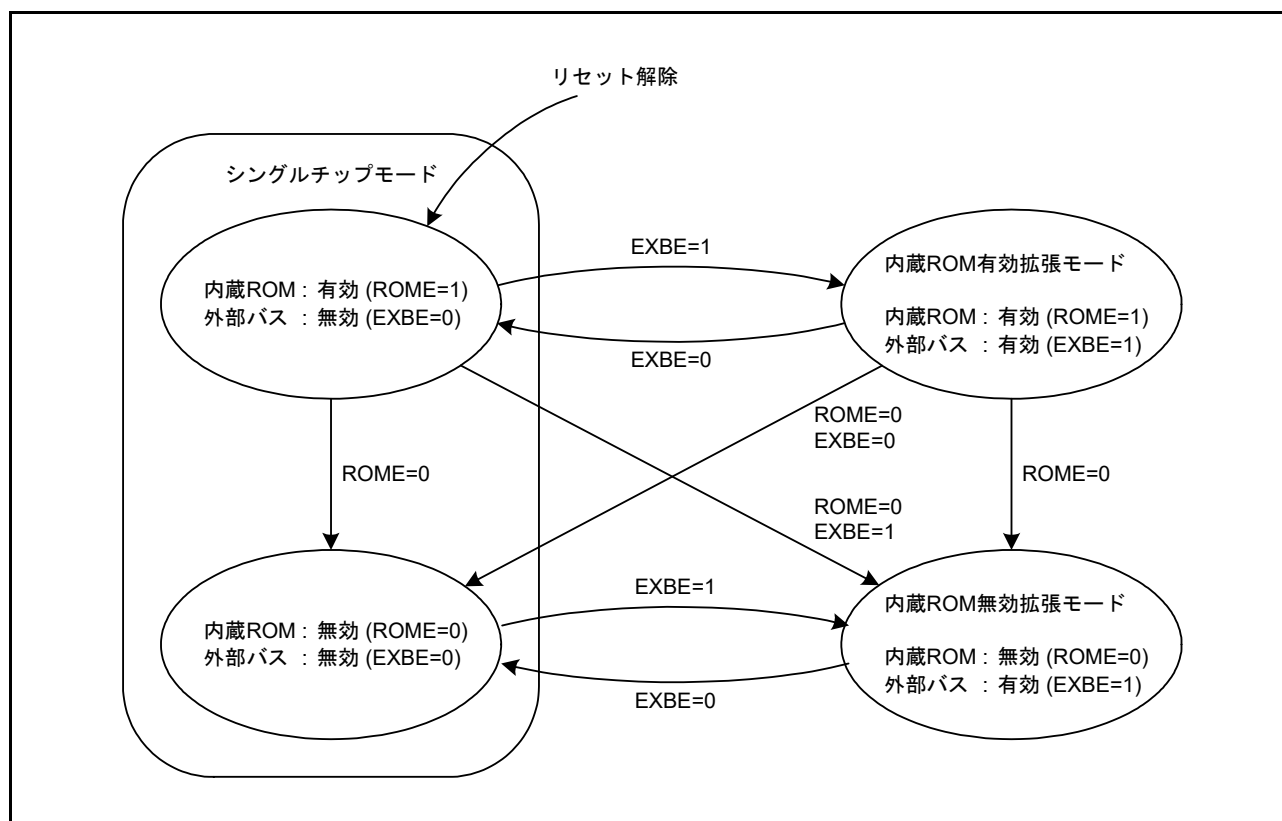 リセット解除
シングルチップモード
内蔵ROM : 有効 (ROME=1)
外部バス : 無効 (EXBE=0)
EXBE=1
EXBE=0
内蔵ROM有効拡張モード
内蔵ROM : 有効 (ROME=1)
外部バス : 有効 (EXBE=1)
ROME=0
ROME=0
EXBE=0
ROME=0
EXBE=1
ROME=0
内蔵ROM : 無効 (ROME=0)
外部バス : 無効 (EXBE=0)
EXBE=1
EXBE=0
内蔵ROM無効拡張モード
内蔵ROM : 無効 (ROME=0)
外部バス : 有効 (EXBE=1)